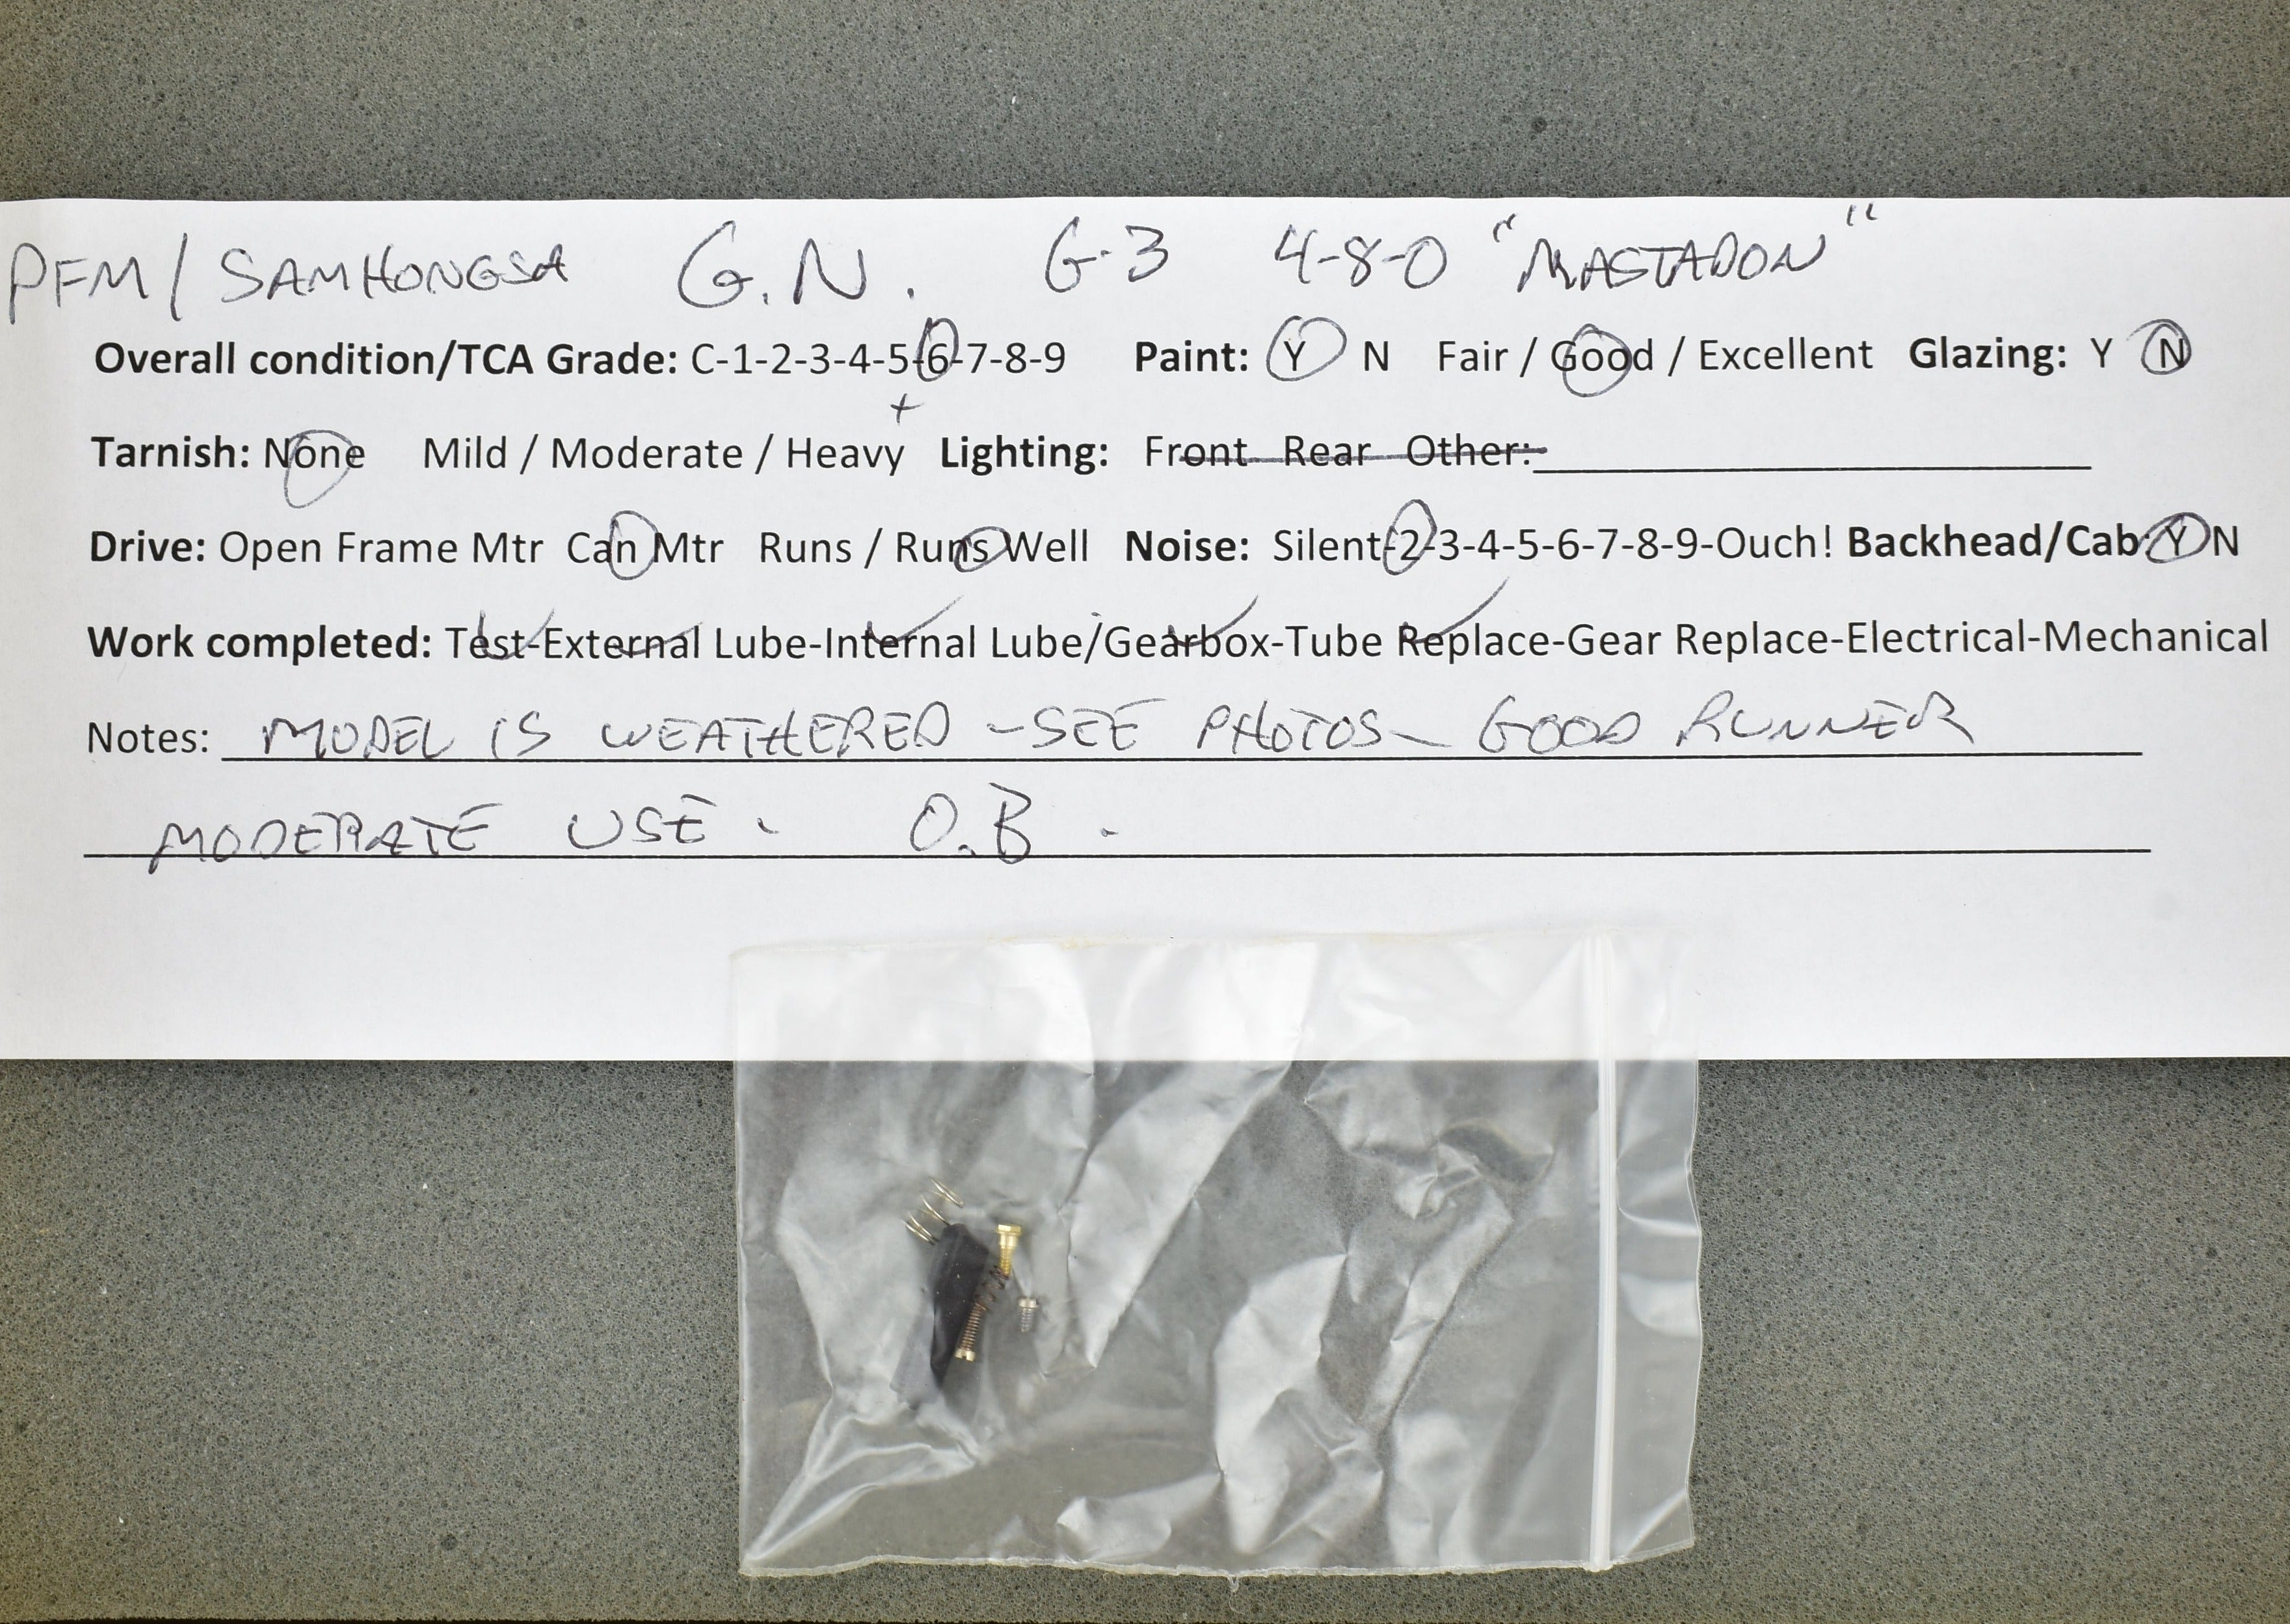 PFM / SAMHONGSA G.N. G-3 4-8-0 "MASTADON"
Overall condition/TCA Grade: C-1-2-3-4-5-6-7-8-9 Paint: Y N Fair / Good / Excellent Glazing: Y N
+
Tarnish: None Mild / Moderate / Heavy Lighting: Front Rear Other:
Drive: Open Frame Mtr Can Mtr Runs / Runs Well Noise: Silent-2-3-4-5-6-7-8-9-Ouch! Backhead/Cab: Y N
Work completed: Test-External Lube-Internal Lube/Gearbox-Tube Replace-Gear Replace-Electrical-Mechanical
Notes: MODEL IS WEATHERED - SEE PHOTOS - GOOD RUNNER
MODERATE USE - O.B.